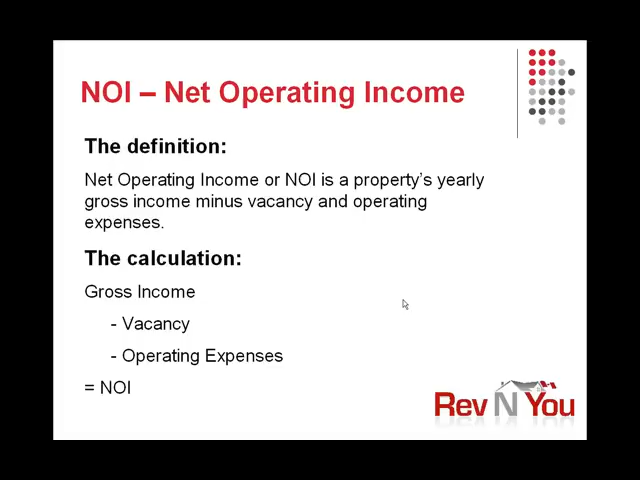 NOI – Net Operating Income
The definition:
Net Operating Income or NOI is a property's yearly
gross income minus vacancy and operating
expenses.
The calculation:
Gross Income
- Vacancy
- Operating Expenses
= NOI
Rev N You